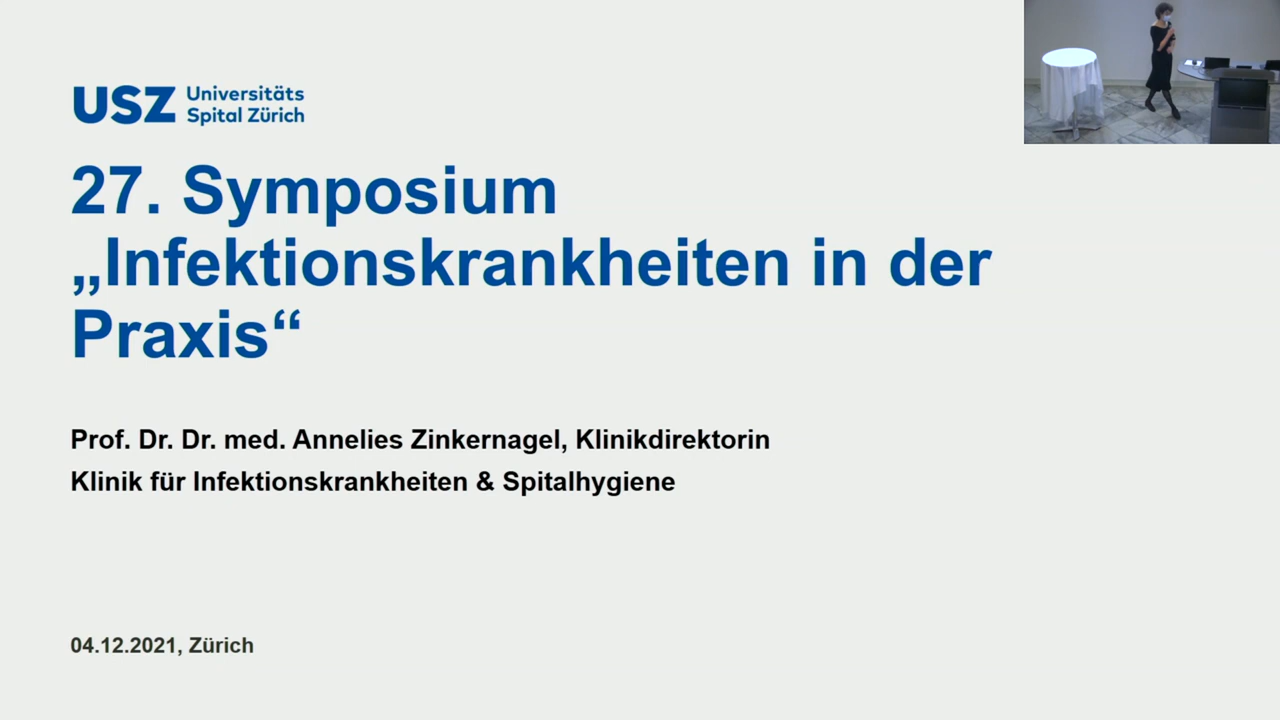 USZ Universitäts
Spital Zürich
27. Symposium
„Infektionskrankheiten in der
Praxis“
Prof. Dr. Dr. med. Annelies Zinkernagel, Klinikdirektorin
Klinik für Infektionskrankheiten & Spitalhygiene
04.12.2021, Zürich